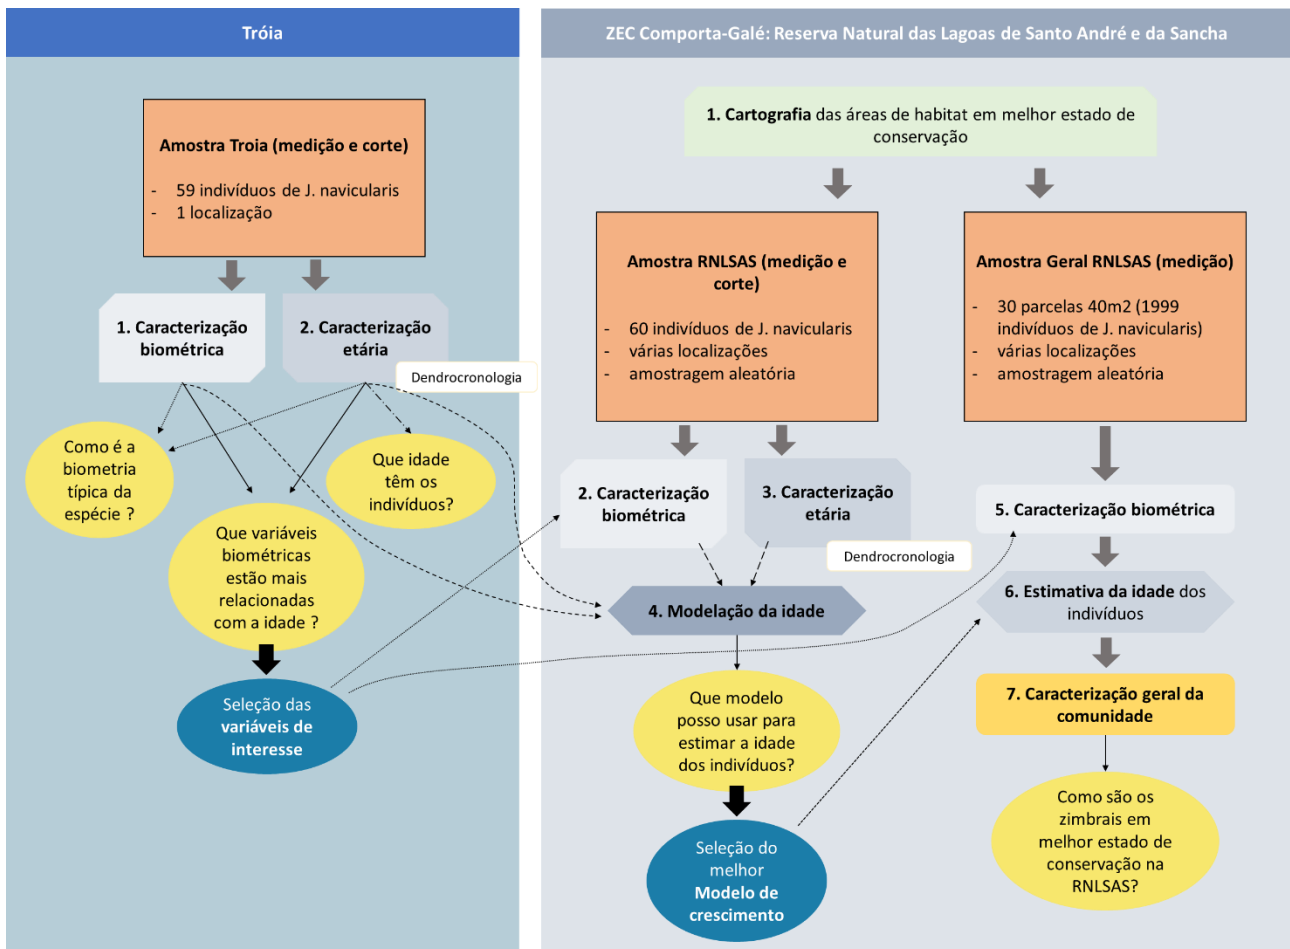 Tróia
Amostra Troia (medição e corte)
- 59 indivíduos de J. navicularis
- 1 localização
1. Caracterização
biométrica
2. Caracterização
etária
Dendrocronologia
Como é a
biometria
típica da
espécie ?
Que idade
têm os
indivíduos?
Que variáveis
biométricas
estão mais
relacionadas
com a idade ?
Seleção das
variáveis de
interesse
ZEC Comporta-Galé: Reserva Natural das Lagoas de Santo André e da Sancha
1. Cartografia das áreas de habitat em melhor estado de
conservação
Amostra RNLSAS (medição e
corte)
- 60 indivíduos de J. navicularis
- várias localizações
- amostragem aleatória
2. Caracterização
biométrica
3. Caracterização
etária
Dendrocronologia
4. Modelação da idade
Que modelo
posso usar para
estimar a idade
dos indivíduos?
Seleção do
melhor
Modelo de
crescimento
Amostra Geral RNLSAS (medição)
- 30 parcelas 40m2 (1999
indivíduos de J. navicularis)
- várias localizações
- amostragem aleatória
5. Caracterização biométrica
6. Estimativa da idade dos
indivíduos
7. Caracterização geral da
comunidade
Como são os
zimbrais em
melhor estado de
conservação na
RNLSAS?